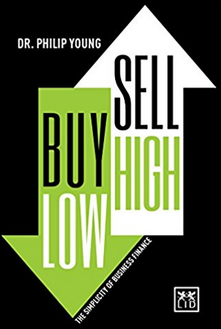 DR. PHILIP YOUNG
SELL
HIGH
BUY
LOW
THE SIMPLICITY OF BUSINESS FINANCE
LID